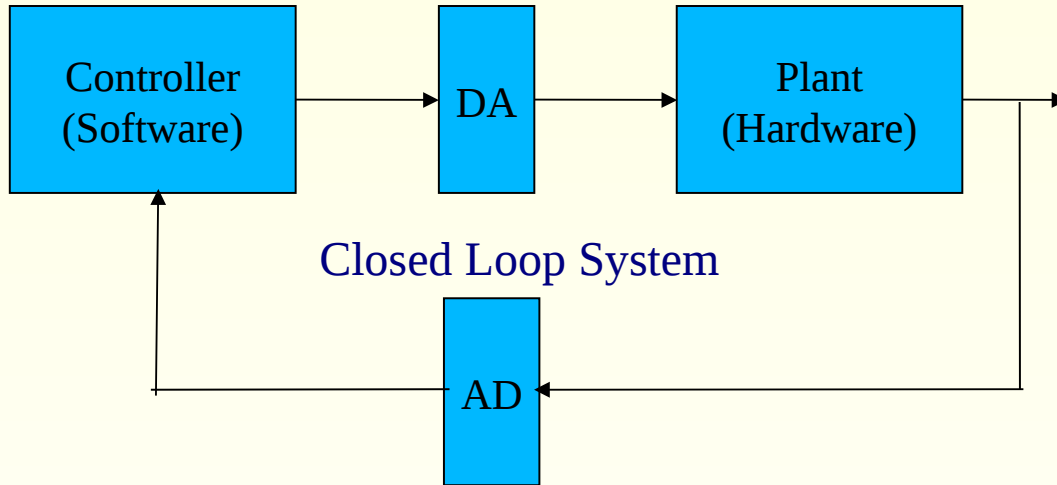 Controller
(Software)
DA
Plant
(Hardware)
Closed Loop System
AD